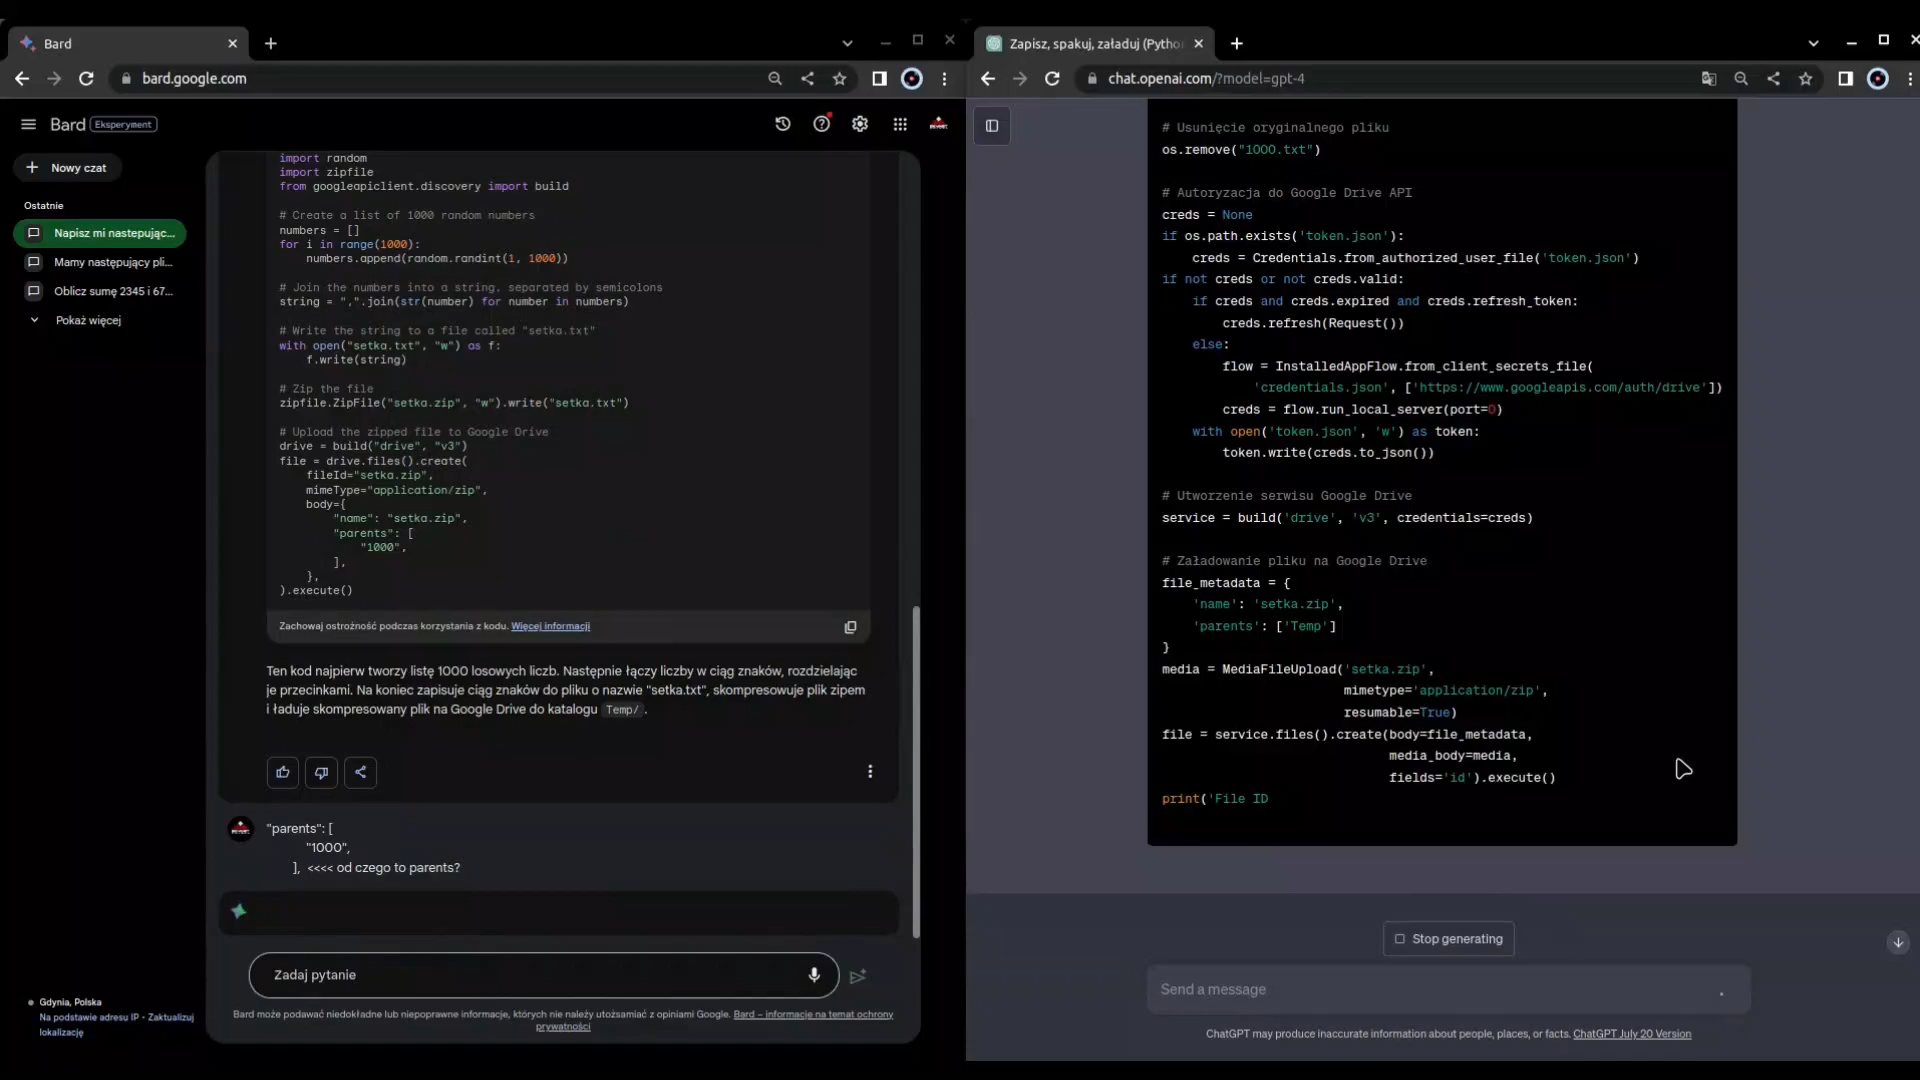 Bard
bard.google.com
Bard Eksperyment
Nowy czat
Ostatnie
Napisz mi następując...
Mamy następujący pli...
Oblicz sumę 2345 i 67...
Pokaż więcej
import random
import zipfile
from googleapiclient.discovery import build
# Create a list of 1000 random numbers
numbers = []
for i in range(1000):
    numbers.append(random.randint(1, 1000))
# Join the numbers into a string, separated by semicolons
string = ",".join(str(number) for number in numbers)
# Write the string to a file called "setka.txt"
with open("setka.txt", "w") as f:
    f.write(string)
# Zip the file
zipfile.ZipFile("setka.zip", "w").write("setka.txt")
# Upload the zipped file to Google Drive
drive = build("drive", "v3")
file = drive.files().create(
    fileId="setka.zip",
    mimeType="application/zip",
    body={
        "name": "setka.zip",
        "parents": [
            "1000",
        ],
    },
).execute()
Zachowaj ostrożność podczas korzystania z kodu. Więcej informacji
Ten kod najpierw tworzy listę 1000 losowych liczb. Następnie łączy liczby w ciąg znaków, rozdzielając
je przecinkami. Na koniec zapisuje ciąg znaków do pliku o nazwie "setka.txt", skompresowuje plik zipem
i ładuje skompresowany plik na Google Drive do katalogu Temp/ .
"parents": [
"1000",
], <<<< od czego to parents?
Zadaj pytanie
Bard może podawać niedokładne lub niepoprawne informacje, których nie należy utożsamiać z opiniami Google. Bard – informacje na temat ochrony
prywatności
Gdynia, Polska
Na podstawie adresu IP • Zaktualizuj
lokalizację
Zapisz, spakuj, załaduj (Pytho
chat.openai.com/?model=gpt-4
# Usunięcie oryginalnego pliku
os.remove("1000.txt")
# Autoryzacja do Google Drive API
creds = None
if os.path.exists('token.json'):
    creds = Credentials.from_authorized_user_file('token.json')
if not creds or not creds.valid:
    if creds and creds.expired and creds.refresh_token:
        creds.refresh(Request())
    else:
        flow = InstalledAppFlow.from_client_secrets_file(
            'credentials.json', ['https://www.googleapis.com/auth/drive'])
        creds = flow.run_local_server(port=0)
    with open('token.json', 'w') as token:
        token.write(creds.to_json())
# Utworzenie serwisu Google Drive
service = build('drive', 'v3', credentials=creds)
# Załadowanie pliku na Google Drive
file_metadata = {
    'name': 'setka.zip',
    'parents': ['Temp']
}
media = MediaFileUpload('setka.zip',
                        mimetype='application/zip',
                        resumable=True)
file = service.files().create(body=file_metadata,
                              media_body=media,
                              fields='id').execute()
print('File ID
Stop generating
Send a message
ChatGPT may produce inaccurate information about people, places, or facts. ChatGPT July 20 Version